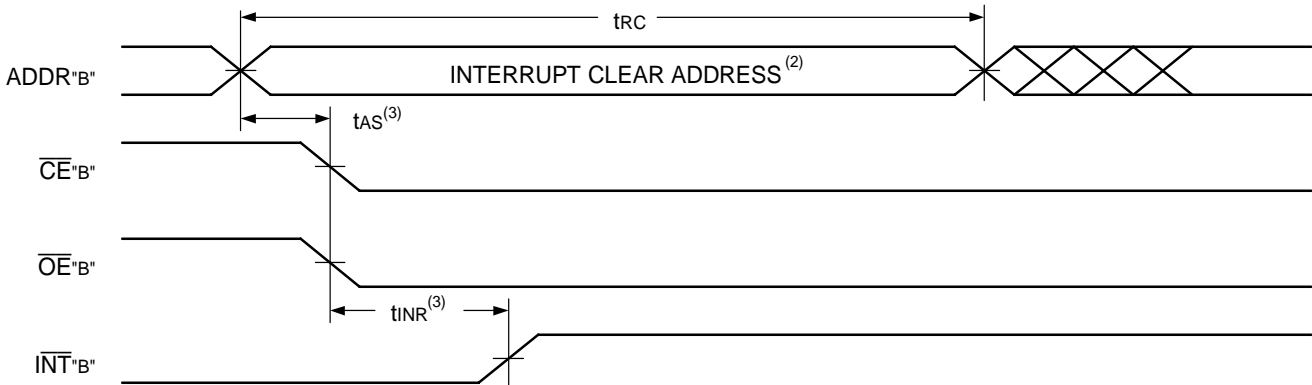 tRC
ADDR"B" INTERRUPT CLEAR ADDRESS (2)
tAS(3)
CE"B"
OE"B"
tINR(3)
INT"B"